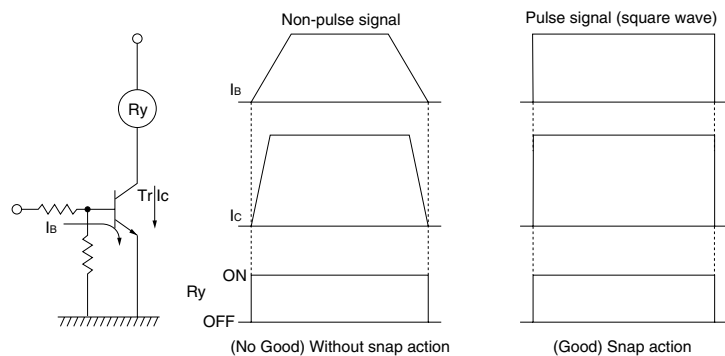 Non-pulse signal
Pulse signal (square wave)
IB
Ry
Tr Ic
IB
IC
ON
Ry
OFF
(No Good) Without snap action
(Good) Snap action